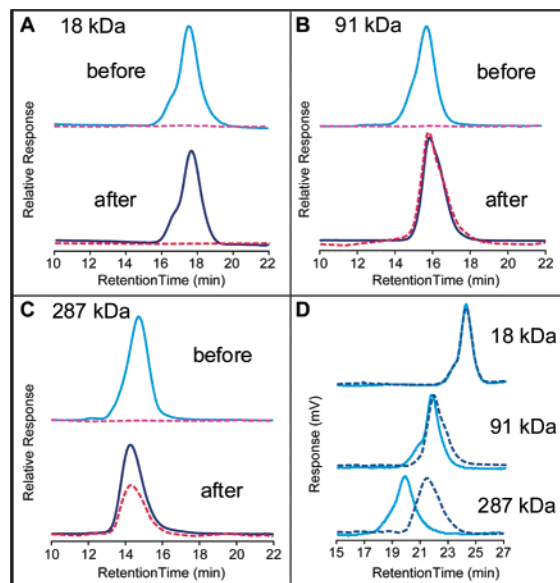 A 18 kDa
before
after
Relative Response
10 12 14 16 18 20 22
RetentionTime (min)
B 91 kDa
before
after
Relative Response
10 12 14 16 18 20 22
RetentionTime (min)
C 287 kDa
before
after
Relative Response
10 12 14 16 18 20 22
RetentionTime (min)
D
18 kDa
91 kDa
287 kDa
Response (mV)
15 17 19 21 23 25 27
RetentionTime (min)